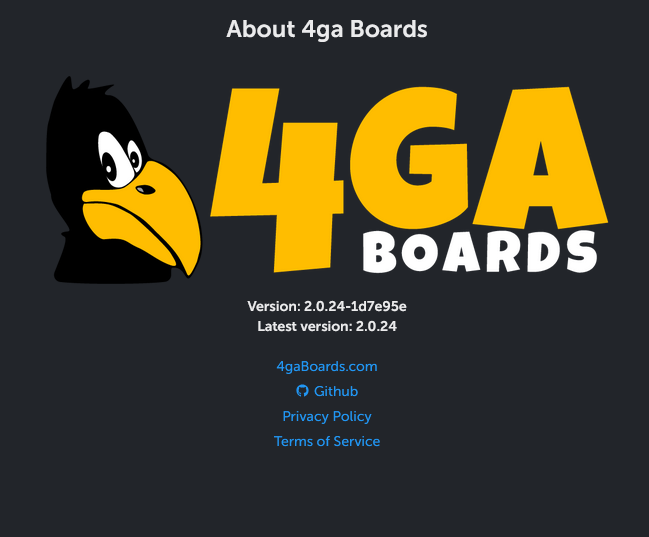 About 4ga Boards
4GA
BOARDS
Version: 2.0.24-1d7e95e
Latest version: 2.0.24
4gaBoards.com
Github
Privacy Policy
Terms of Service